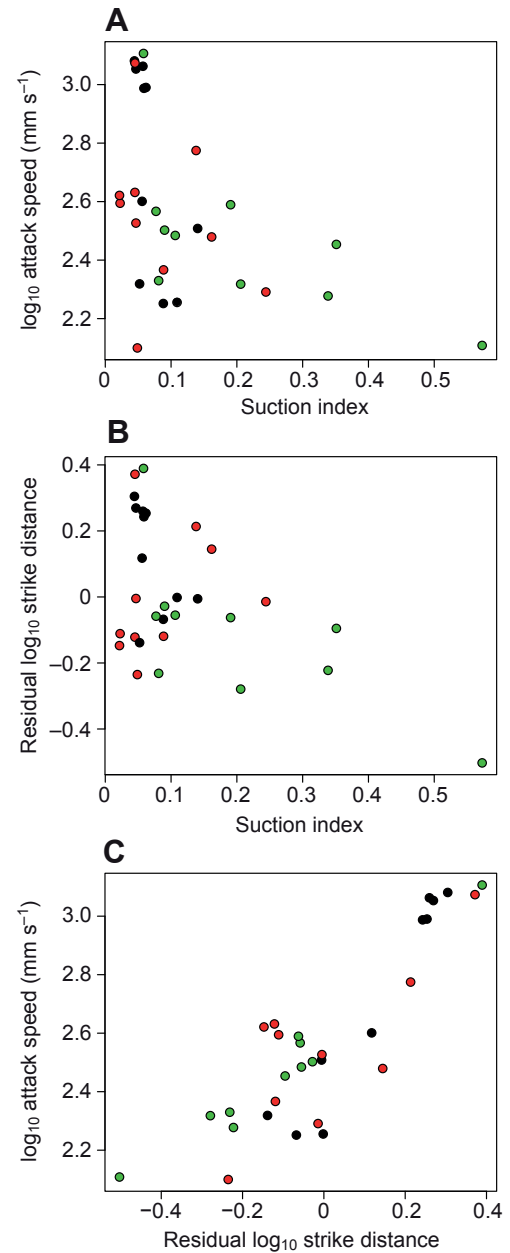 A
log₁₀ attack speed (mm s⁻¹)
3.0
2.8
2.6
2.4
2.2
0 0.1 0.2 0.3 0.4 0.5
Suction index
B
Residual log₁₀ strike distance
0.4
0.2
0
–0.2
–0.4
0 0.1 0.2 0.3 0.4 0.5
Suction index
C
log₁₀ attack speed (mm s⁻¹)
3.0
2.8
2.6
2.4
2.2
−0.4 −0.2 0 0.2 0.4
Residual log₁₀ strike distance